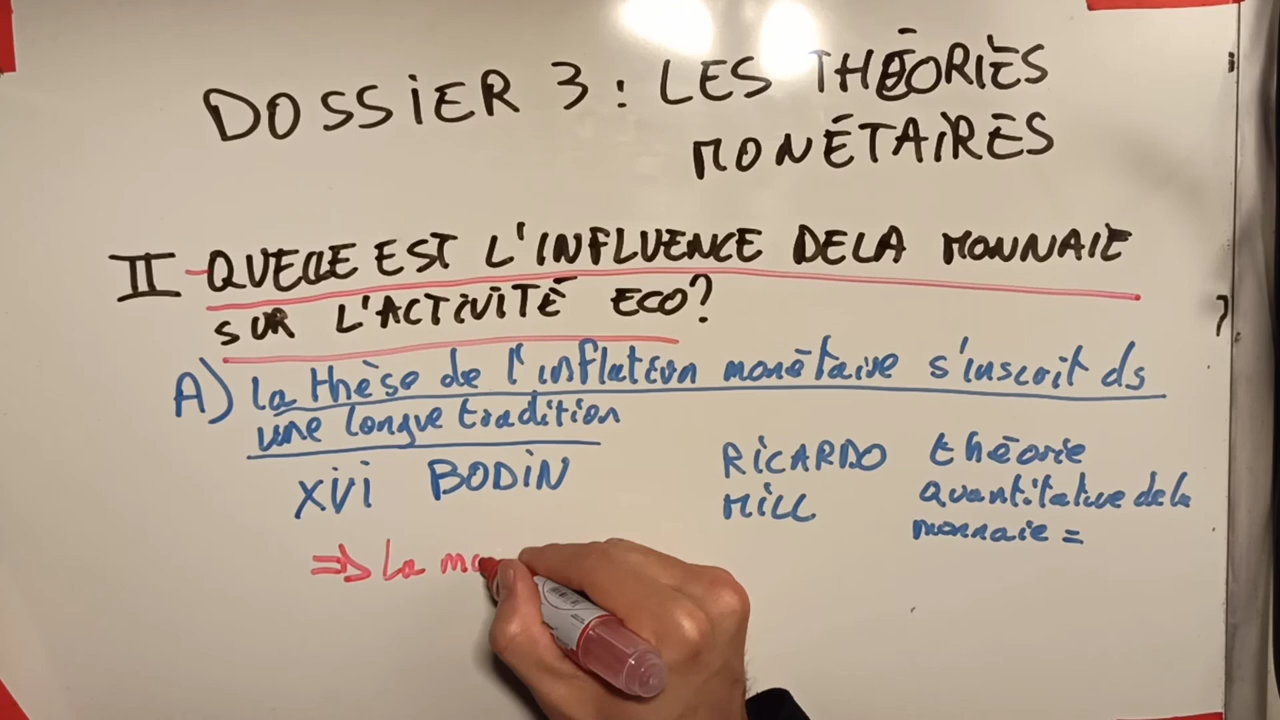 DOSSIER 3 : LES THÉORIES
MONÉTAIRES
II - QUELLE EST L'INFLUENCE DE LA MONNAIE
SUR L'ACTIVITÉ ECO ?
A) la thèse de l'inflation monétaire s'inscrit ds
une longue tradition
XVI BODIN
RICARDO théorie
MILL quantitative de la
monnaie =
=> La mo